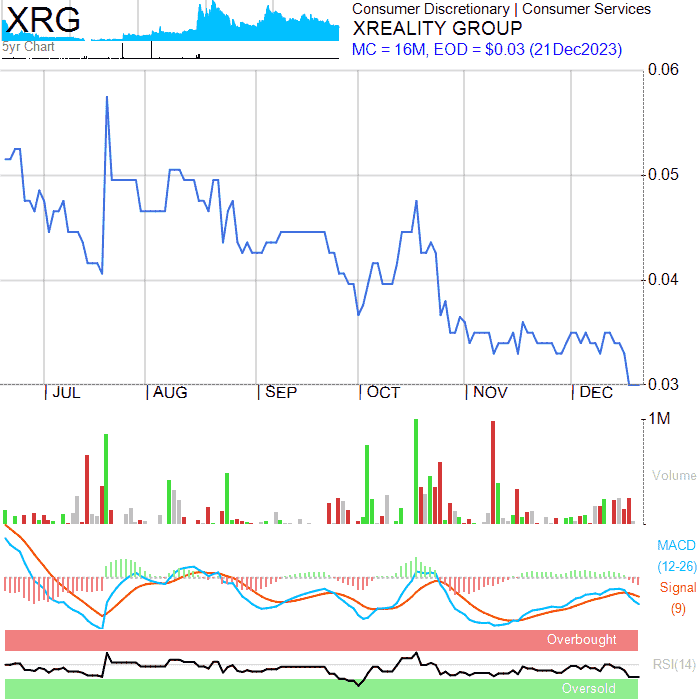 XRG
5yr Chart
Consumer Discretionary | Consumer Services
XREALITY GROUP
MC = 16M, EOD = $0.03 (21Dec2023)
0.06
0.05
0.04
0.03
| JUL | AUG | SEP | OCT | NOV | DEC
1M
Volume
MACD
(12-26)
Signal
(9)
Overbought
RSI(14)
Oversold